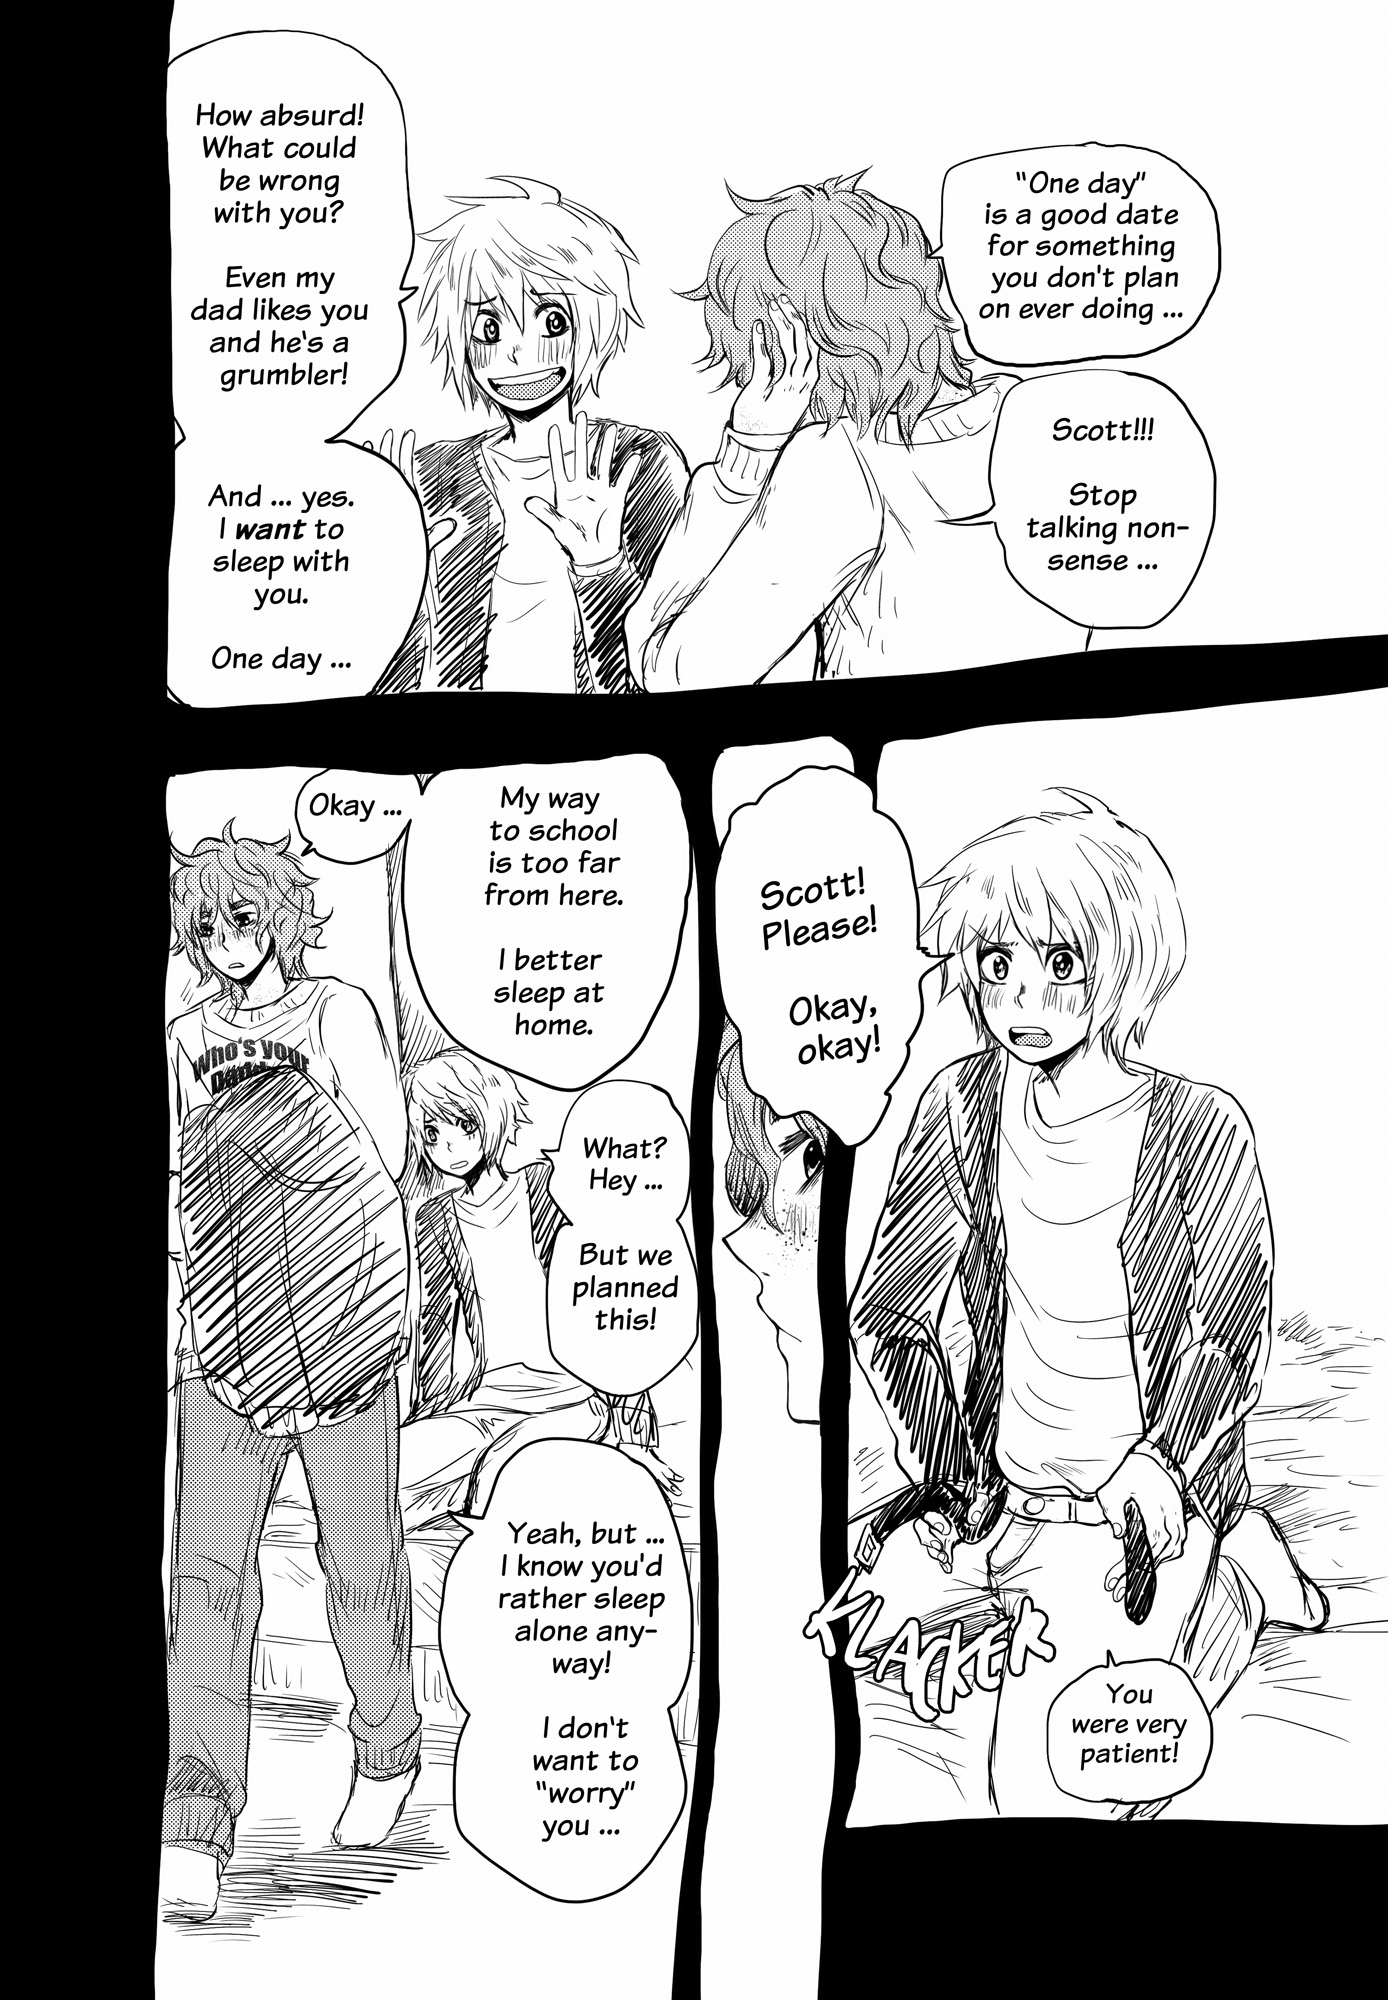 How absurd!
What could
be wrong
with you?
Even my
dad likes you
and he's a
grumbler!
And ... yes.
I want to
sleep with
you.
One day ...
"One day"
is a good date
for something
you don't plan
on ever doing ...
Scott!!!
Stop
talking non-
sense ...
Okay ...
My way
to school
is too far
from here.
I better
sleep at
home.
Who's your
Daddy
What?
Hey ...
But we
planned
this!
Yeah, but ...
I know you'd
rather sleep
alone any-
way!
I don't
want to
"worry"
you ...
Scott!
Please!
Okay,
okay!
KLACKER
You
were very
patient!